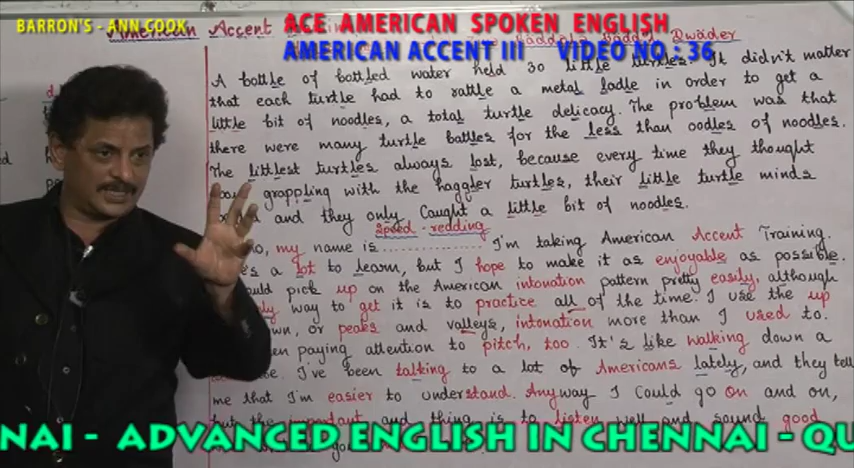 BARRON'S - ANN COOK
ACE AMERICAN SPOKEN ENGLISH
AMERICAN ACCENT III VIDEO NO.: 36
American Accent
A bottle of bottled water held 30 little turtles. It didn't matter
that each turtle had to rattle a metal ladle in order to get a
little bit of noodles, a total turtle delicacy. The problem was that
there were many turtle battles for the less than oodles of noodles.
The littlest turtles always lost, because every time they thought
grappling with the haggler turtles, their little turtle minds
and they only caught a little bit of noodles.
Speed - redding
my name is .................. I'm taking American Accent Training.
a lot to learn, but I hope to make it as enjoyable as possible.
pick up on the American intonation pattern pretty easily, although
way to get it is to practice all of the time. I use the up
or peaks and valleys, intonation more than I used to.
paying attention to pitch, too. It's like walking down a
I've been talking to a lot of Americans lately, and they tell
me that I'm easier to understand. Anyway I could go on and on,
but the important and thing is to listen well and sound good
NAI - ADVANCED ENGLISH IN CHENNAI - QU